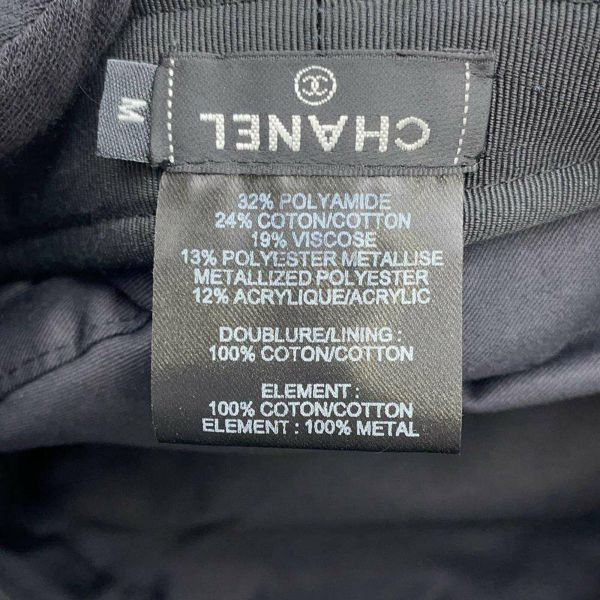 CHANEL
M
32% POLYAMIDE
24% COTON/COTTON
19% VISCOSE
13% POLYESTER METALLISE
METALLIZED POLYESTER
12% ACRYLIQUE/ACRYLIC
DOUBLURE/LINING :
100% COTON/COTTON
ELEMENT :
100% COTON/COTTON
ELEMENT : 100% METAL